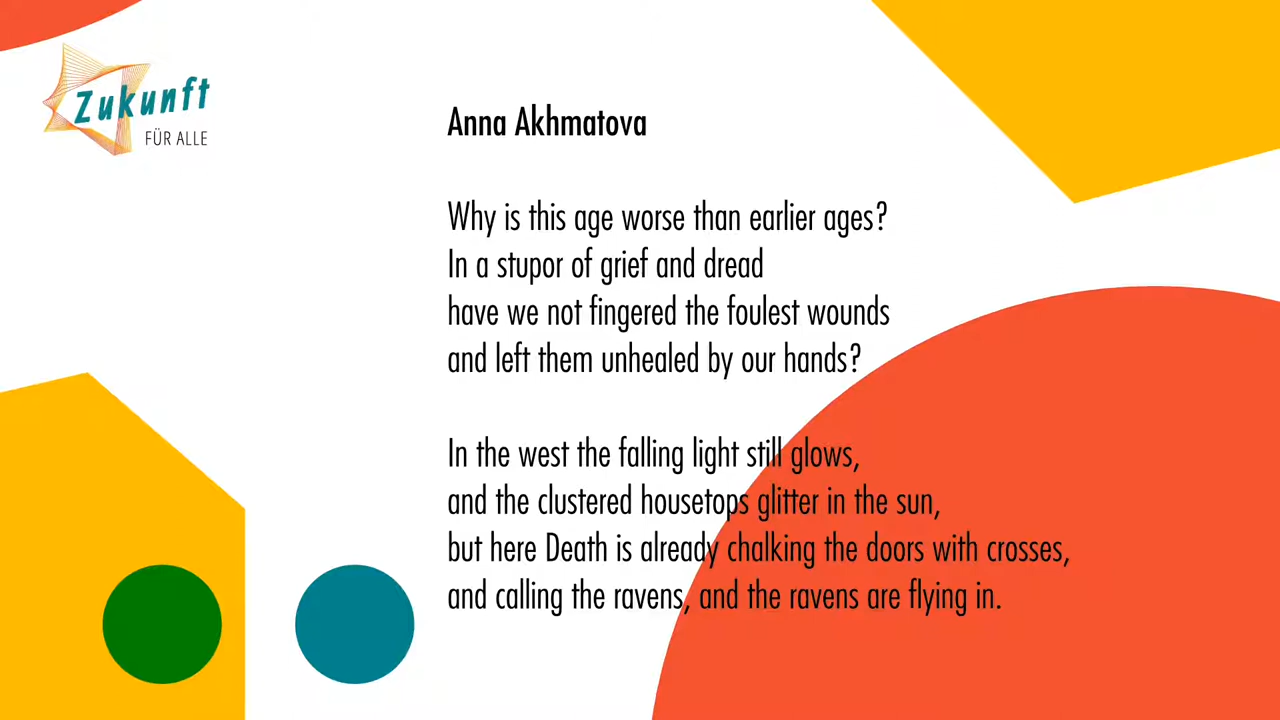 Zukunft
FÜR ALLE
Anna Akhmatova
Why is this age worse than earlier ages?
In a stupor of grief and dread
have we not fingered the foulest wounds
and left them unhealed by our hands?
In the west the falling light still glows,
and the clustered housetops glitter in the sun,
but here Death is already chalking the doors with crosses,
and calling the ravens, and the ravens are flying in.